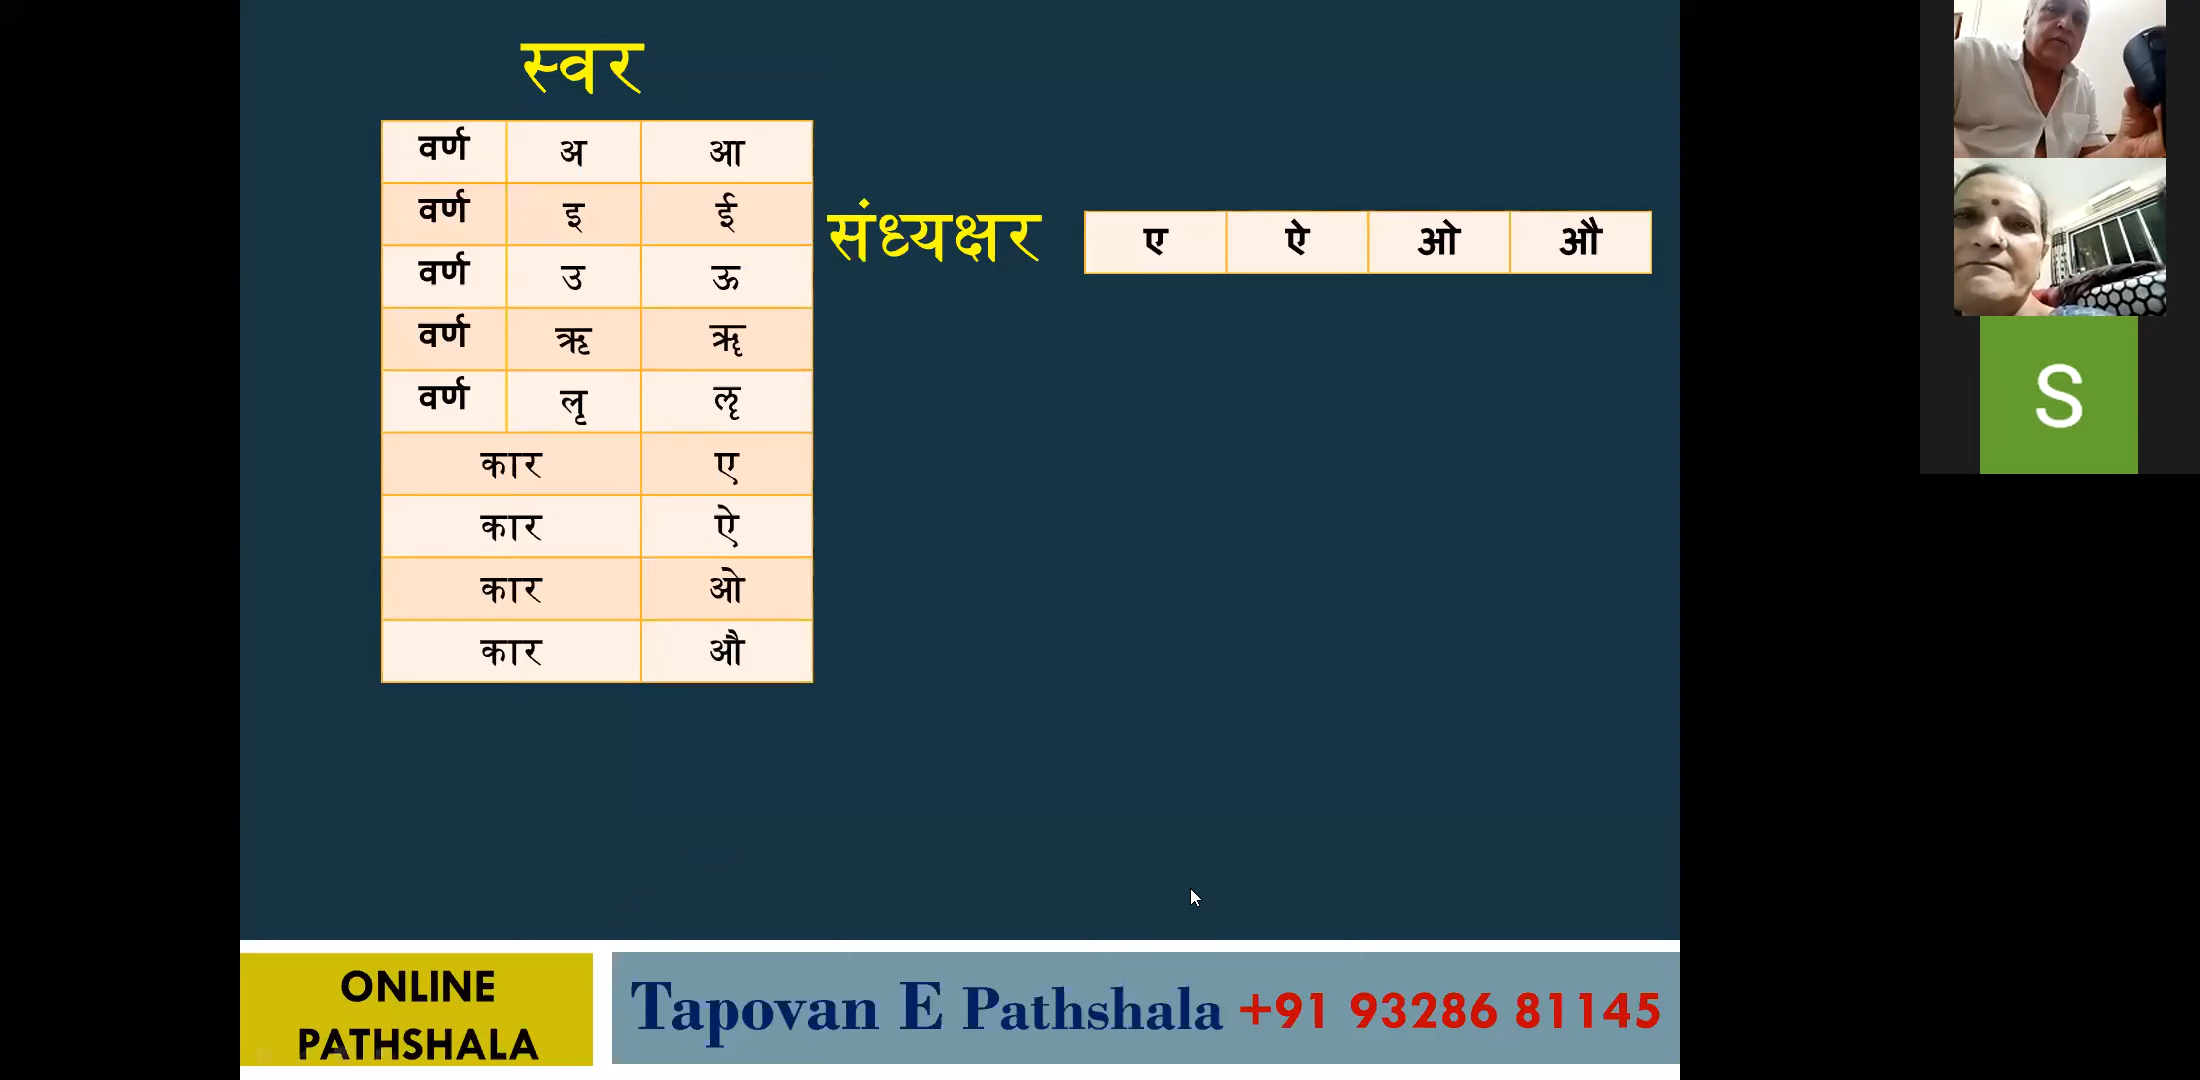 स्वर
वर्ण अ आ
वर्ण इ ई
वर्ण उ ऊ
वर्ण ऋ ॠ
वर्ण लृ ॡ
कार ए
कार ऐ
कार ओ
कार औ
संध्यक्षर ए ऐ ओ औ
S
ONLINE
PATHSHALA
Tapovan E Pathshala +91 93286 81145